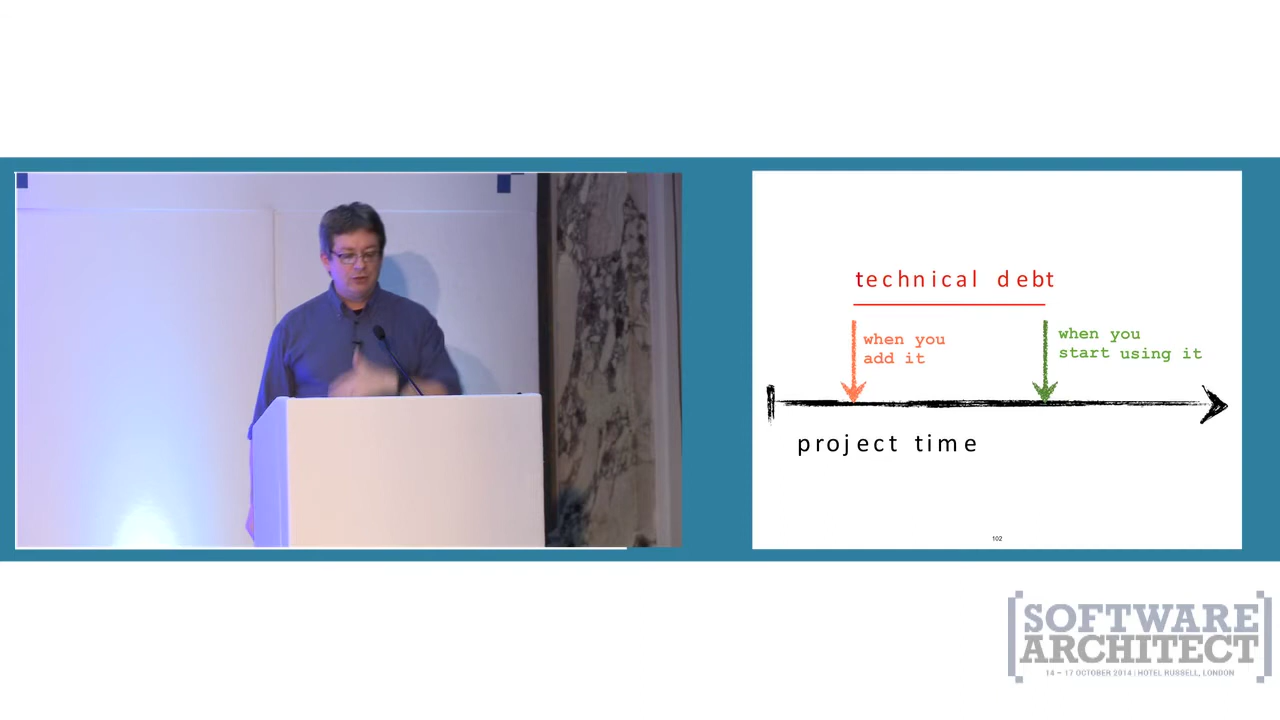 technical debt
when you
add it
when you
start using it
project time
102
SOFTWARE
ARCHITECT
14 – 17 OCTOBER 2014 | HOTEL RUSSELL, LONDON